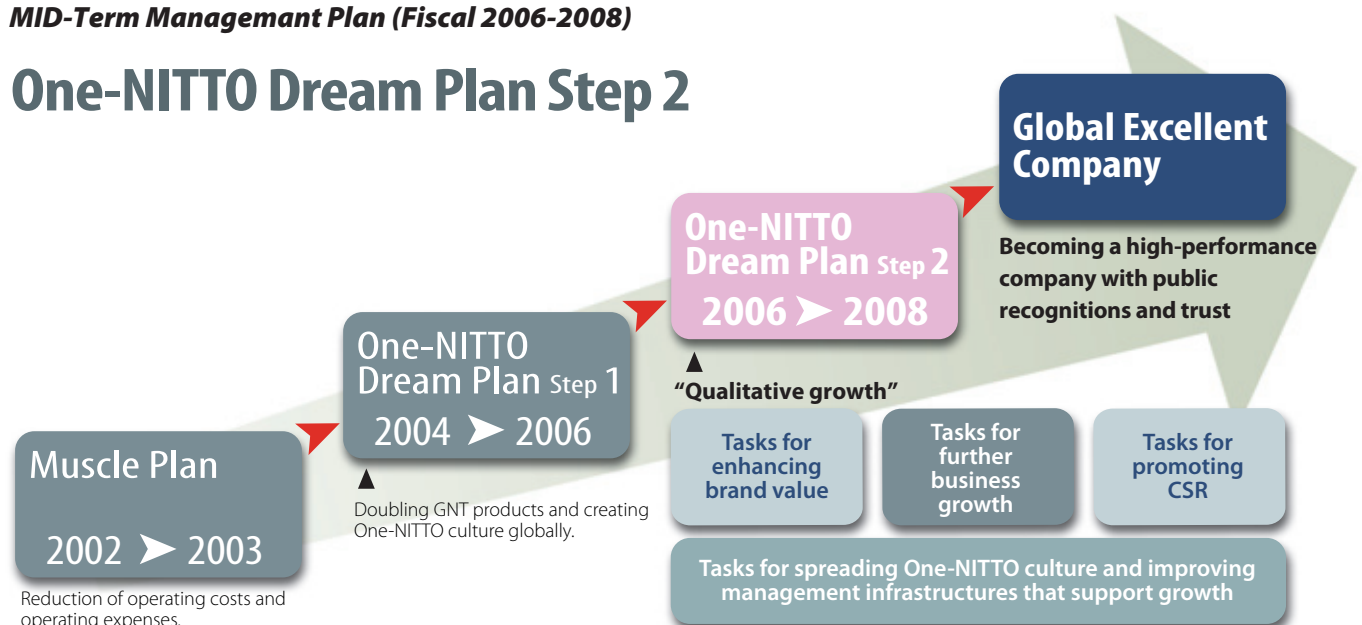 MID-Term Managemant Plan (Fiscal 2006-2008)
One-NITTO Dream Plan Step 2
Global Excellent
Company
Becoming a high-performance
company with public
recognitions and trust
One-NITTO
Dream Plan Step 2
2006 ➤ 2008
"Qualitative growth"
Tasks for
enhancing
brand value
Tasks for
further
business
growth
Tasks for
promoting
CSR
Tasks for spreading One-NITTO culture and improving
management infrastructures that support growth
One-NITTO
Dream Plan Step 1
2004 ➤ 2006
Doubling GNT products and creating
One-NITTO culture globally.
Muscle Plan
2002 ➤ 2003
Reduction of operating costs and
operating expenses.